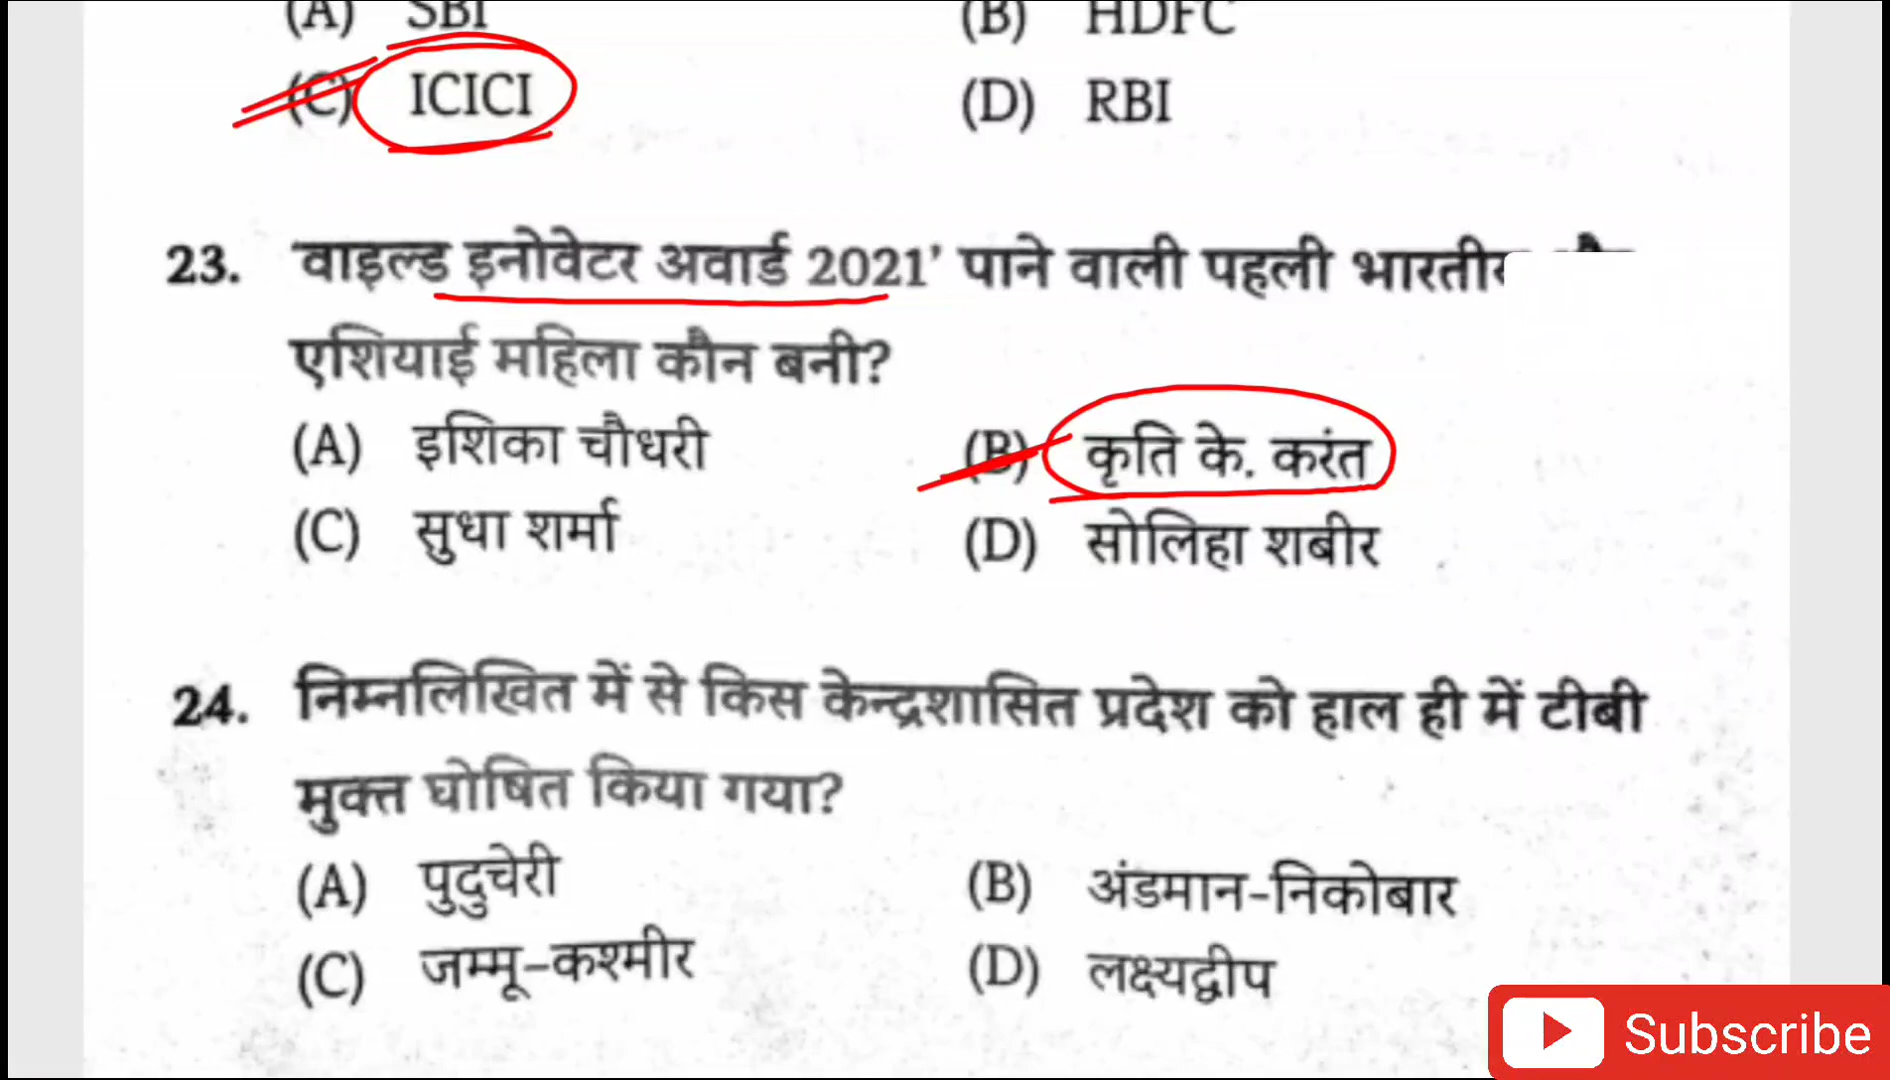 (A) SBI (B) HDFC
(C) ICICI (D) RBI
23. 'वाइल्ड इनोवेटर अवार्ड 2021' पाने वाली पहली
एशियाई महिला कौन बनी?
(A) इशिका चौधरी (B) कृति के. करंत
(C) सुधा शर्मा (D) सोलिहा शबीर
24. निम्नलिखित में से किस केन्द्रशासित प्रदेश को हाल ही में टीबी
मुक्त घोषित किया गया?
(A) पुदुचेरी (B) अंडमान-निकोबार
(C) जम्मू-कश्मीर (D) लक्ष्यद्वीप
Subscribe